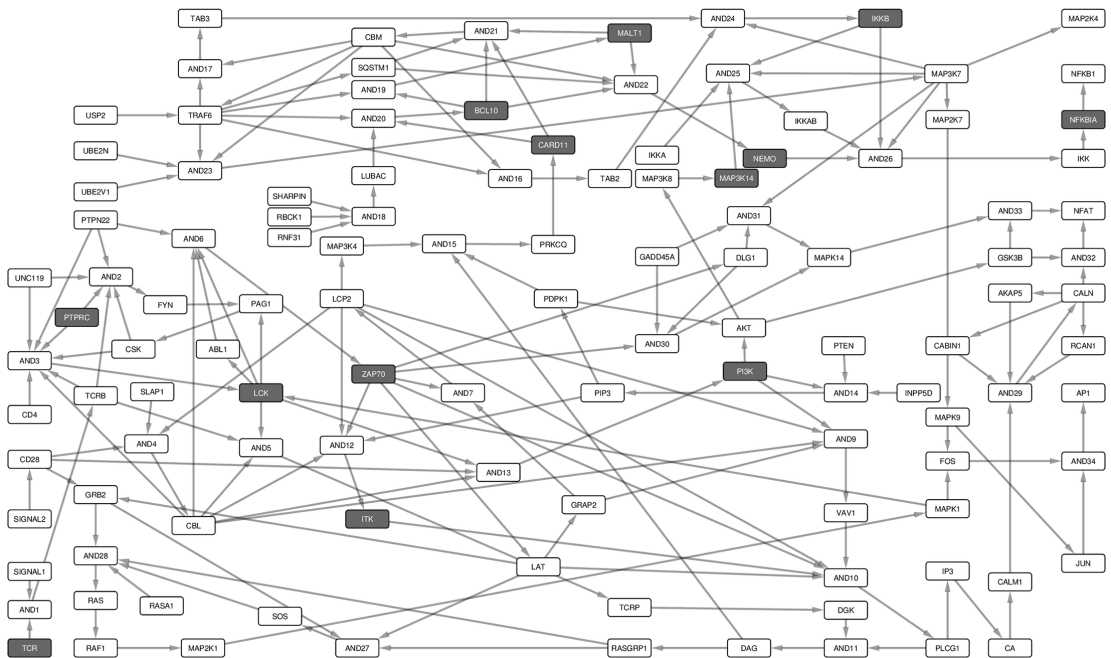 TAB3
AND24
IKKB
MAP2K4
CBM
AND21
MALT1
SQSTM1
AND17
AND19
AND22
AND25
MAP3K7
NFKB1
USP2
TRAF6
AND20
BCL10
IKKAB
MAP2K7
NFKBIA
UBE2N
AND23
CARD11
IKKA
NEMO
AND26
IKK
UBE2V1
LUBAC
AND16
TAB2
MAP3K8
MAP3K14
SHARPIN
RBCK1
AND18
RNF31
PTPN22
AND6
MAP3K4
AND15
PRKCQ
AND31
AND33
NFAT
UNC119
AND2
GADD45A
DLG1
MAPK14
GSK3B
AND32
FYN
PAG1
LCP2
PDPK1
AKAP5
CALN
PTPRC
AKT
CSK
ABL1
AND30
PTEN
CABIN1
RCAN1
AND3
ZAP70
PI3K
TCRB
SLAP1
LCK
AND7
PIP3
AND14
INPP5D
AND29
AP1
CD4
MAPK9
AND4
AND5
AND12
AND9
CD28
AND13
FOS
AND34
GRB2
GRAP2
SIGNAL2
CBL
ITK
VAV1
MAPK1
AND28
LAT
JUN
SIGNAL1
AND10
IP3
CALM1
AND1
RAS
RASA1
SOS
TCRP
DGK
TCR
RAF1
MAP2K1
AND27
RASGRP1
DAG
AND11
PLCG1
CA